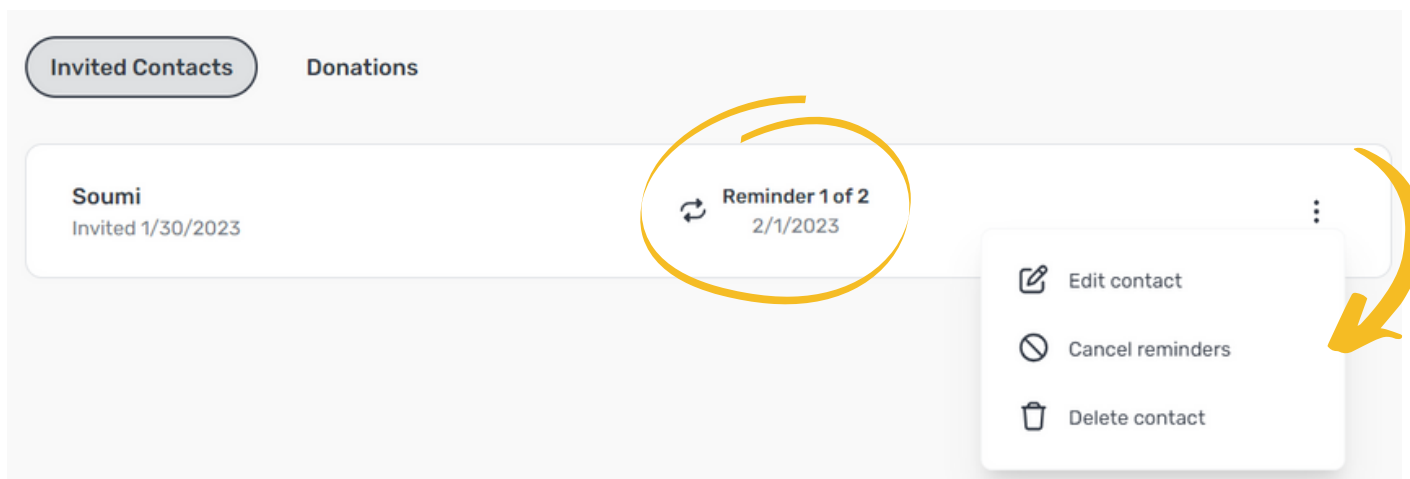 Invited Contacts
Donations
Soumi
Invited 1/30/2023
Reminder 1 of 2
2/1/2023
Edit contact
Cancel reminders
Delete contact